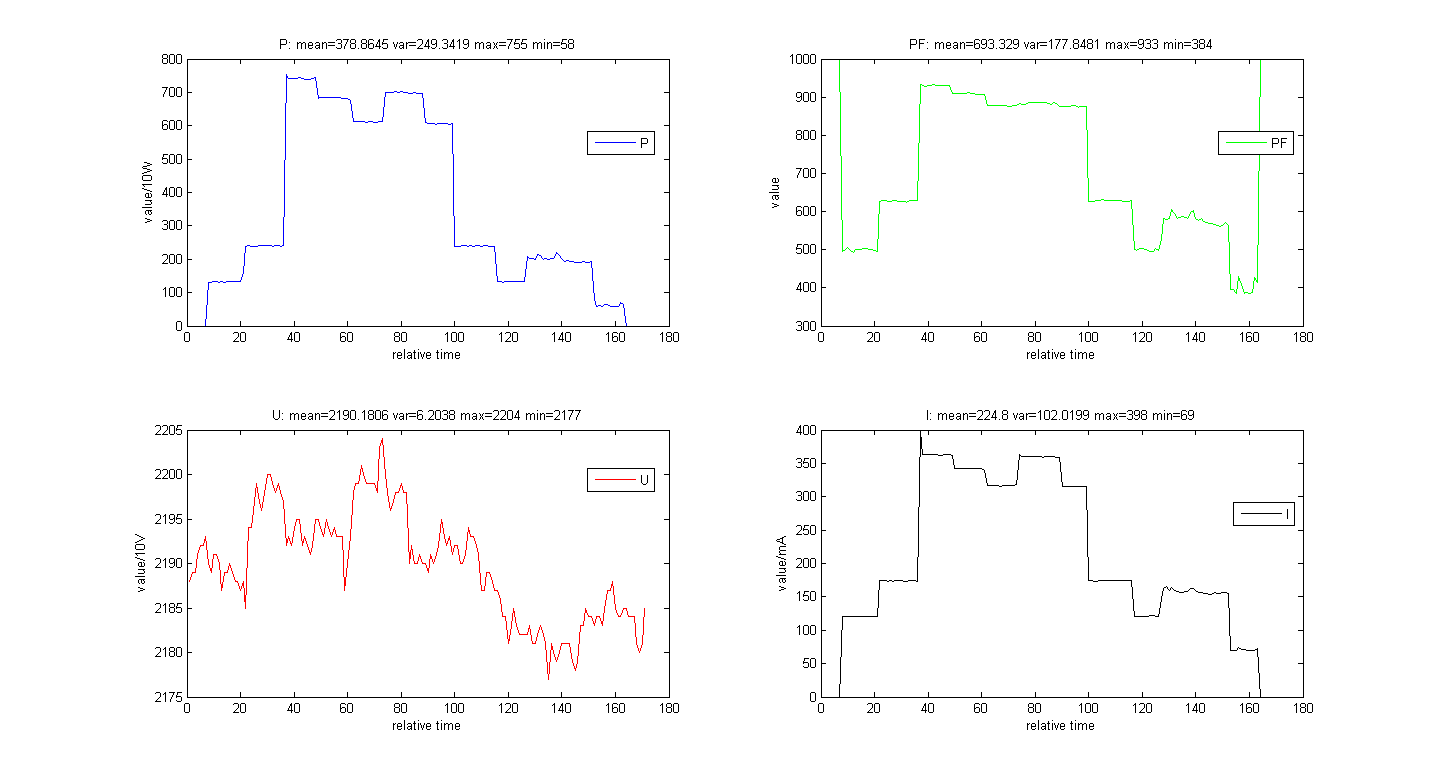 P: mean=378.8645 var=249.3419 max=755 min=58
800
700
600
500
400
300
200
100
0
value/10W
P
0 20 40 60 80 100 120 140 160 180
relative time
PF: mean=693.329 var=177.8481 max=933 min=384
1000
900
800
700
600
500
400
300
value
PF
0 20 40 60 80 100 120 140 160 180
relative time
U: mean=2190.1806 var=6.2038 max=2204 min=2177
2205
2200
2195
2190
2185
2180
2175
value/10V
U
0 20 40 60 80 100 120 140 160 180
relative time
I: mean=224.8 var=102.0199 max=398 min=69
400
350
300
250
200
150
100
50
0
value/mA
I
0 20 40 60 80 100 120 140 160 180
relative time